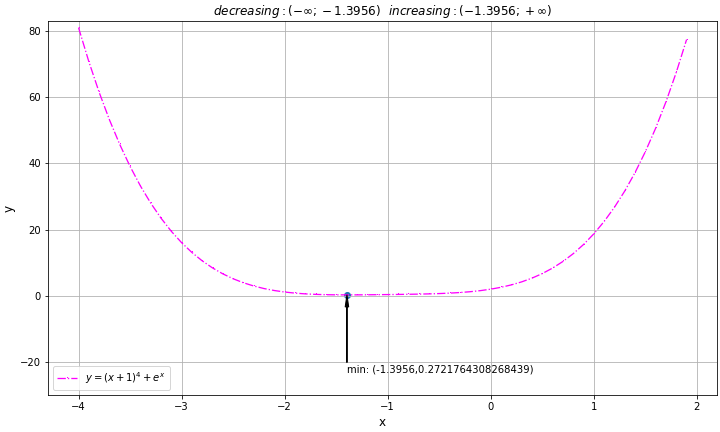 decreasing: (−∞; −1.3956) increasing: (−1.3956; +∞)
80
60
40
20
0
−20
y
min: (-1.3956,0.2721764308268439)
y = (x + 1)⁴ + eˣ
−4 −3 −2 −1 0 1 2
x